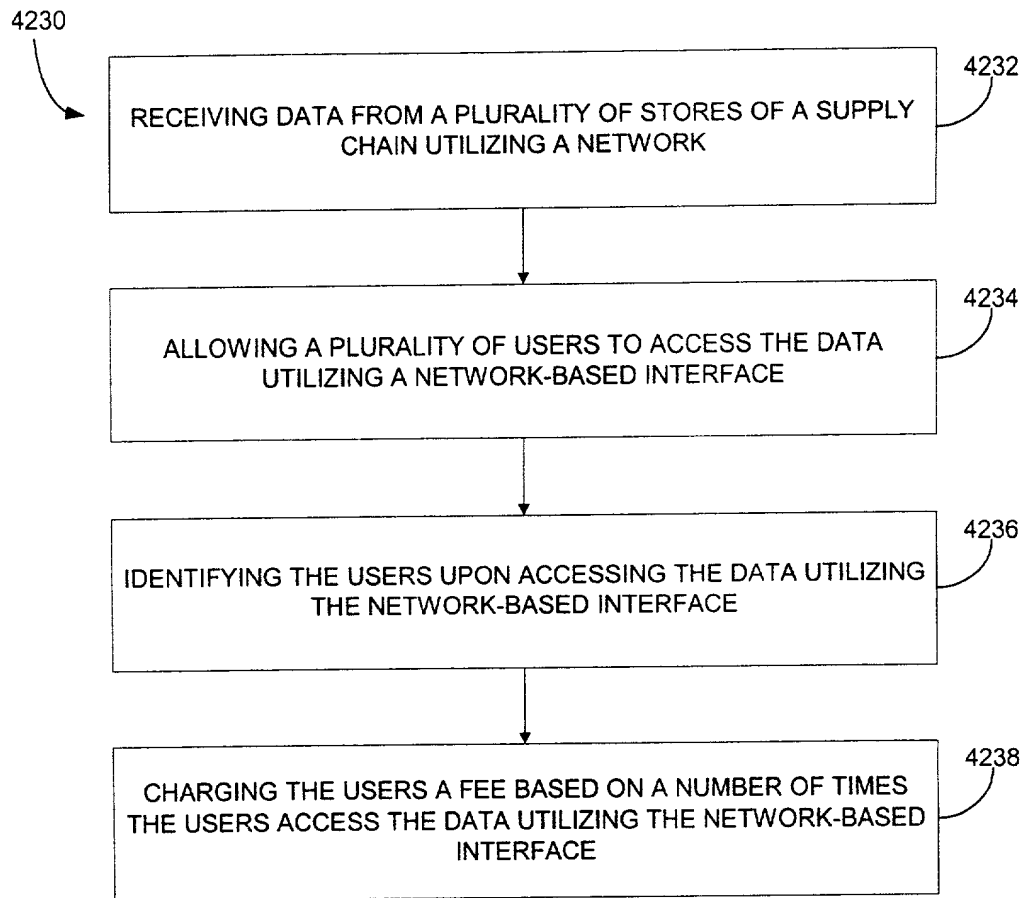 4230
4232
RECEIVING DATA FROM A PLURALITY OF STORES OF A SUPPLY
CHAIN UTILIZING A NETWORK
4234
ALLOWING A PLURALITY OF USERS TO ACCESS THE DATA
UTILIZING A NETWORK-BASED INTERFACE
4236
IDENTIFYING THE USERS UPON ACCESSING THE DATA UTILIZING
THE NETWORK-BASED INTERFACE
4238
CHARGING THE USERS A FEE BASED ON A NUMBER OF TIMES
THE USERS ACCESS THE DATA UTILIZING THE NETWORK-BASED
INTERFACE